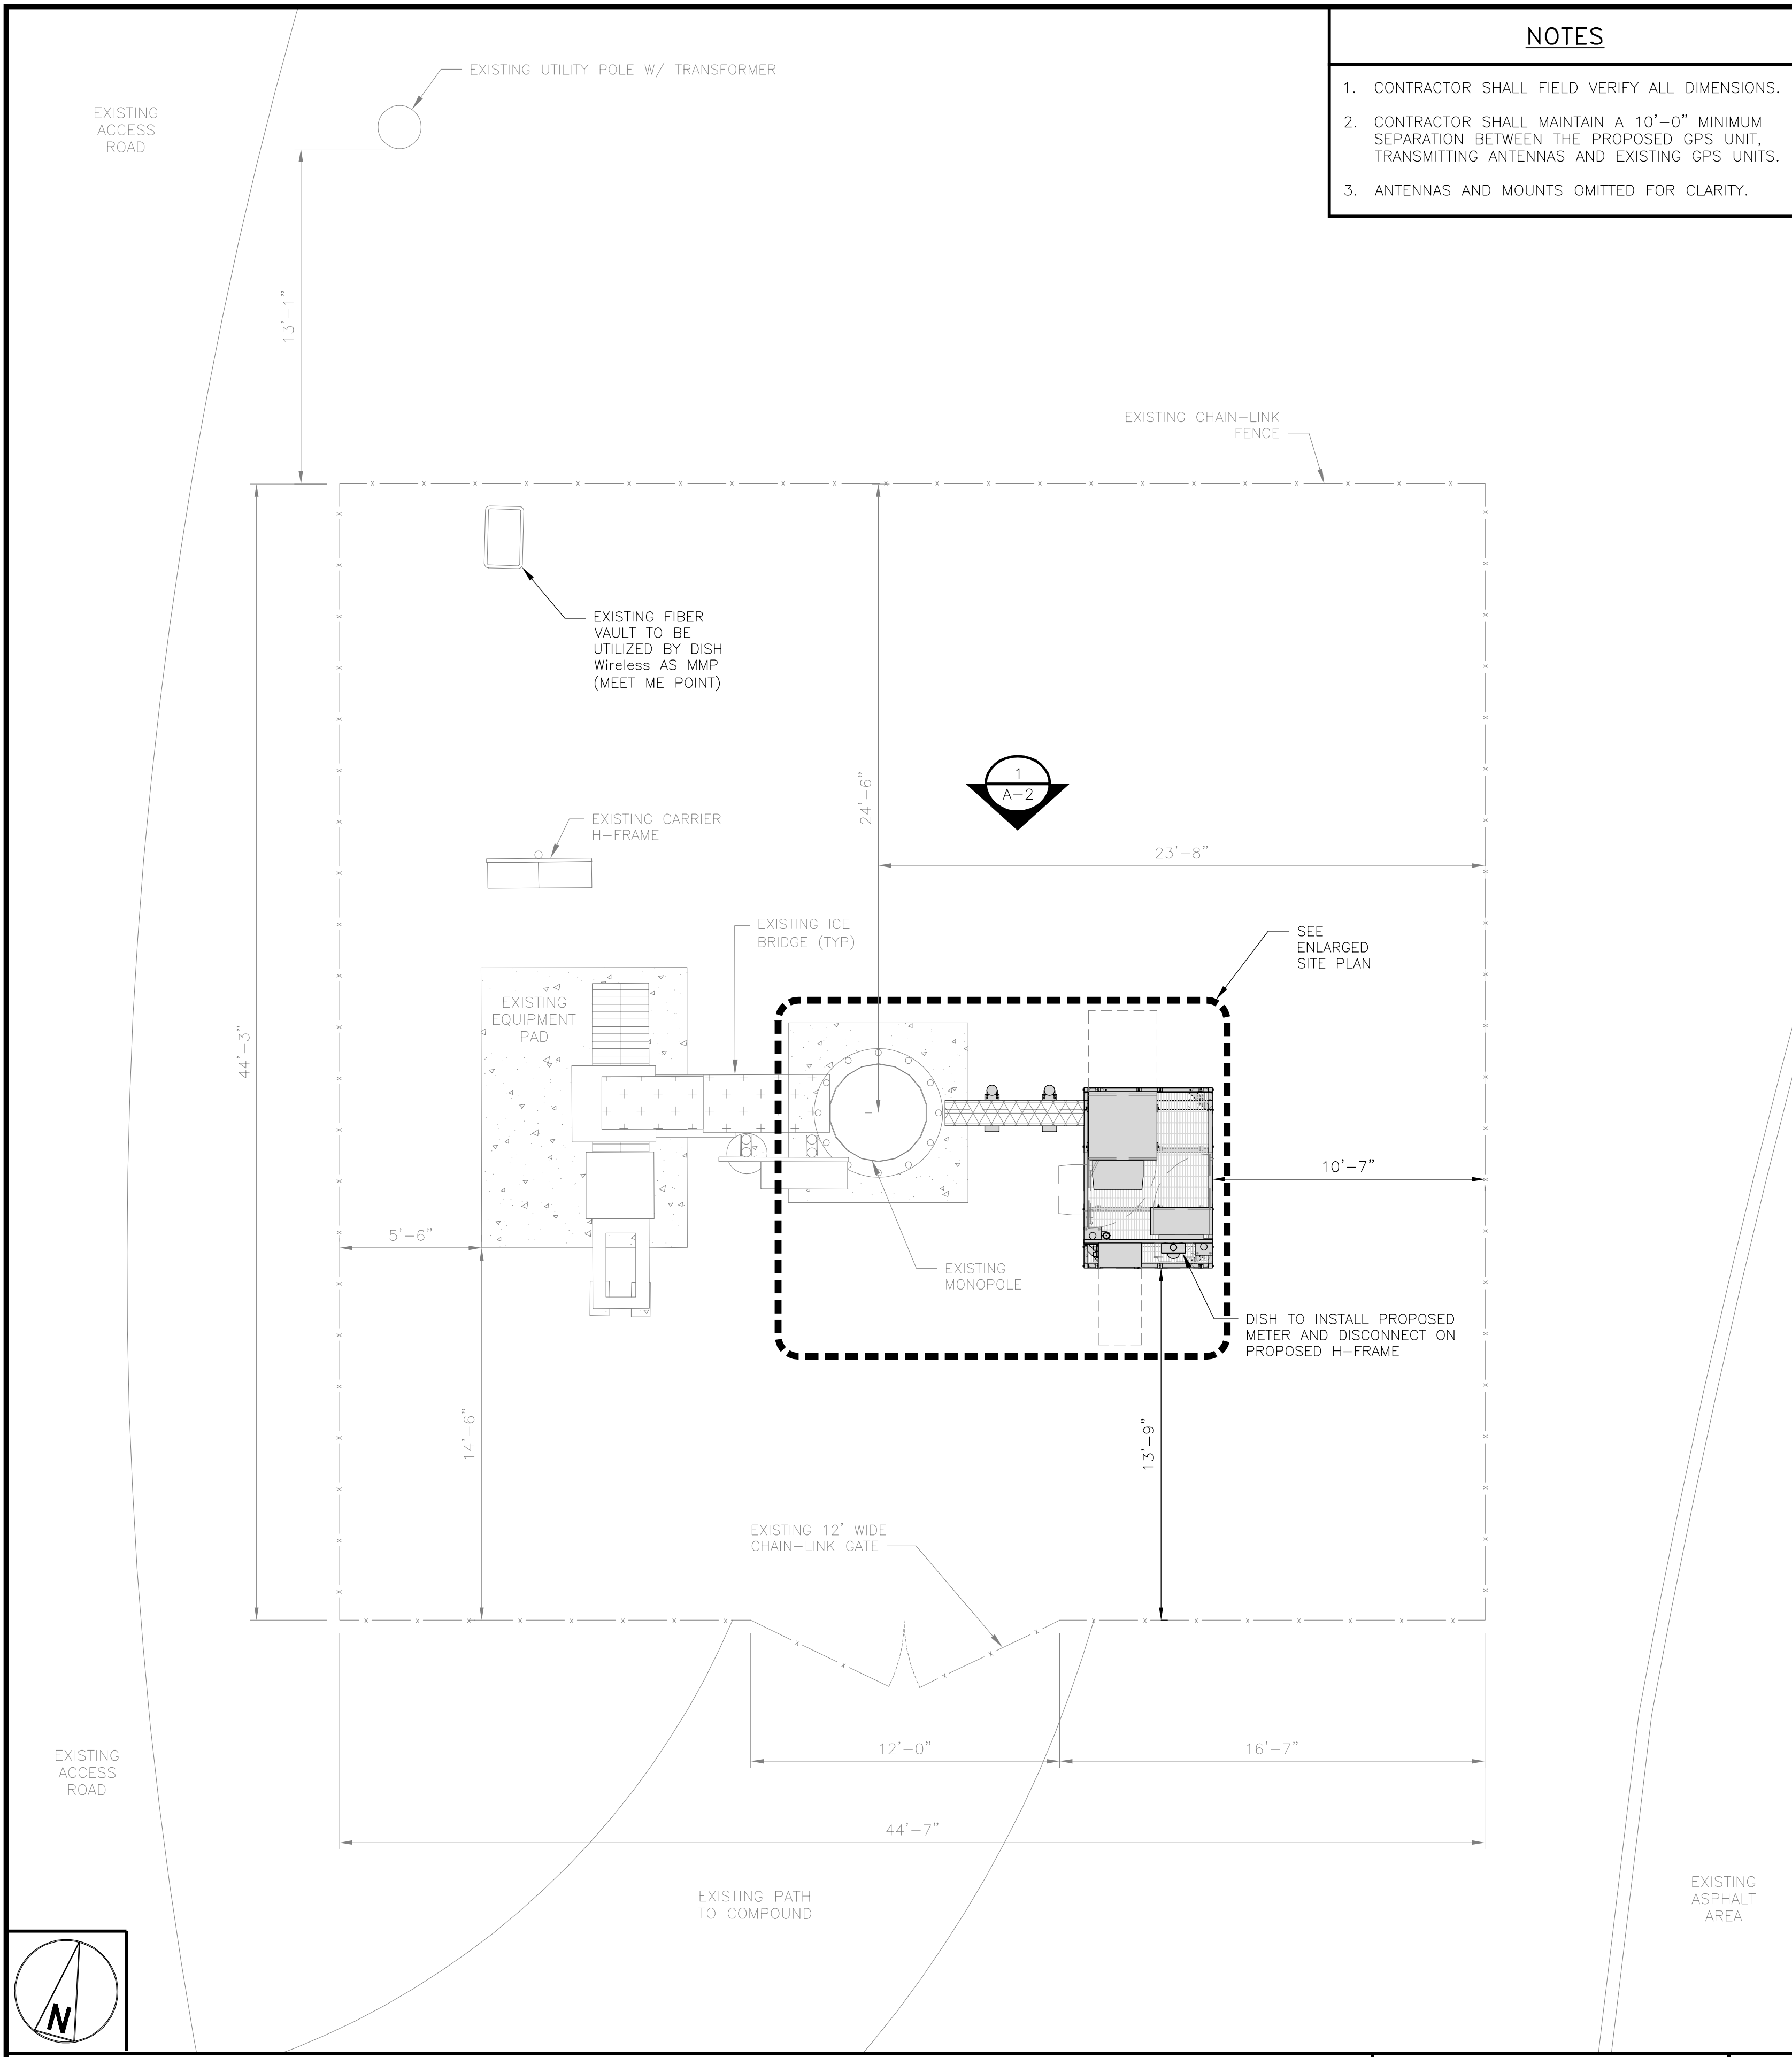 NOTES
1. CONTRACTOR SHALL FIELD VERIFY ALL DIMENSIONS.
2. CONTRACTOR SHALL MAINTAIN A 10'-0" MINIMUM
SEPARATION BETWEEN THE PROPOSED GPS UNIT,
TRANSMITTING ANTENNAS AND EXISTING GPS UNITS.
3. ANTENNAS AND MOUNTS OMITTED FOR CLARITY.
EXISTING UTILITY POLE W/ TRANSFORMER
EXISTING
ACCESS
ROAD
13'-1"
EXISTING CHAIN-LINK
FENCE
EXISTING FIBER
VAULT TO BE
UTILIZED BY DISH
Wireless AS MMP
(MEET ME POINT)
1
A-2
24'-6"
EXISTING CARRIER
H-FRAME
23'-8"
EXISTING ICE
BRIDGE (TYP)
SEE
ENLARGED
SITE PLAN
EXISTING
EQUIPMENT
PAD
44'-3"
10'-7"
5'-6"
EXISTING
MONOPOLE
DISH TO INSTALL PROPOSED
METER AND DISCONNECT ON
PROPOSED H-FRAME
14'-6"
13'-9"
EXISTING 12' WIDE
CHAIN-LINK GATE
12'-0"
16'-7"
EXISTING
ACCESS
ROAD
44'-7"
EXISTING PATH
TO COMPOUND
EXISTING
ASPHALT
AREA
N